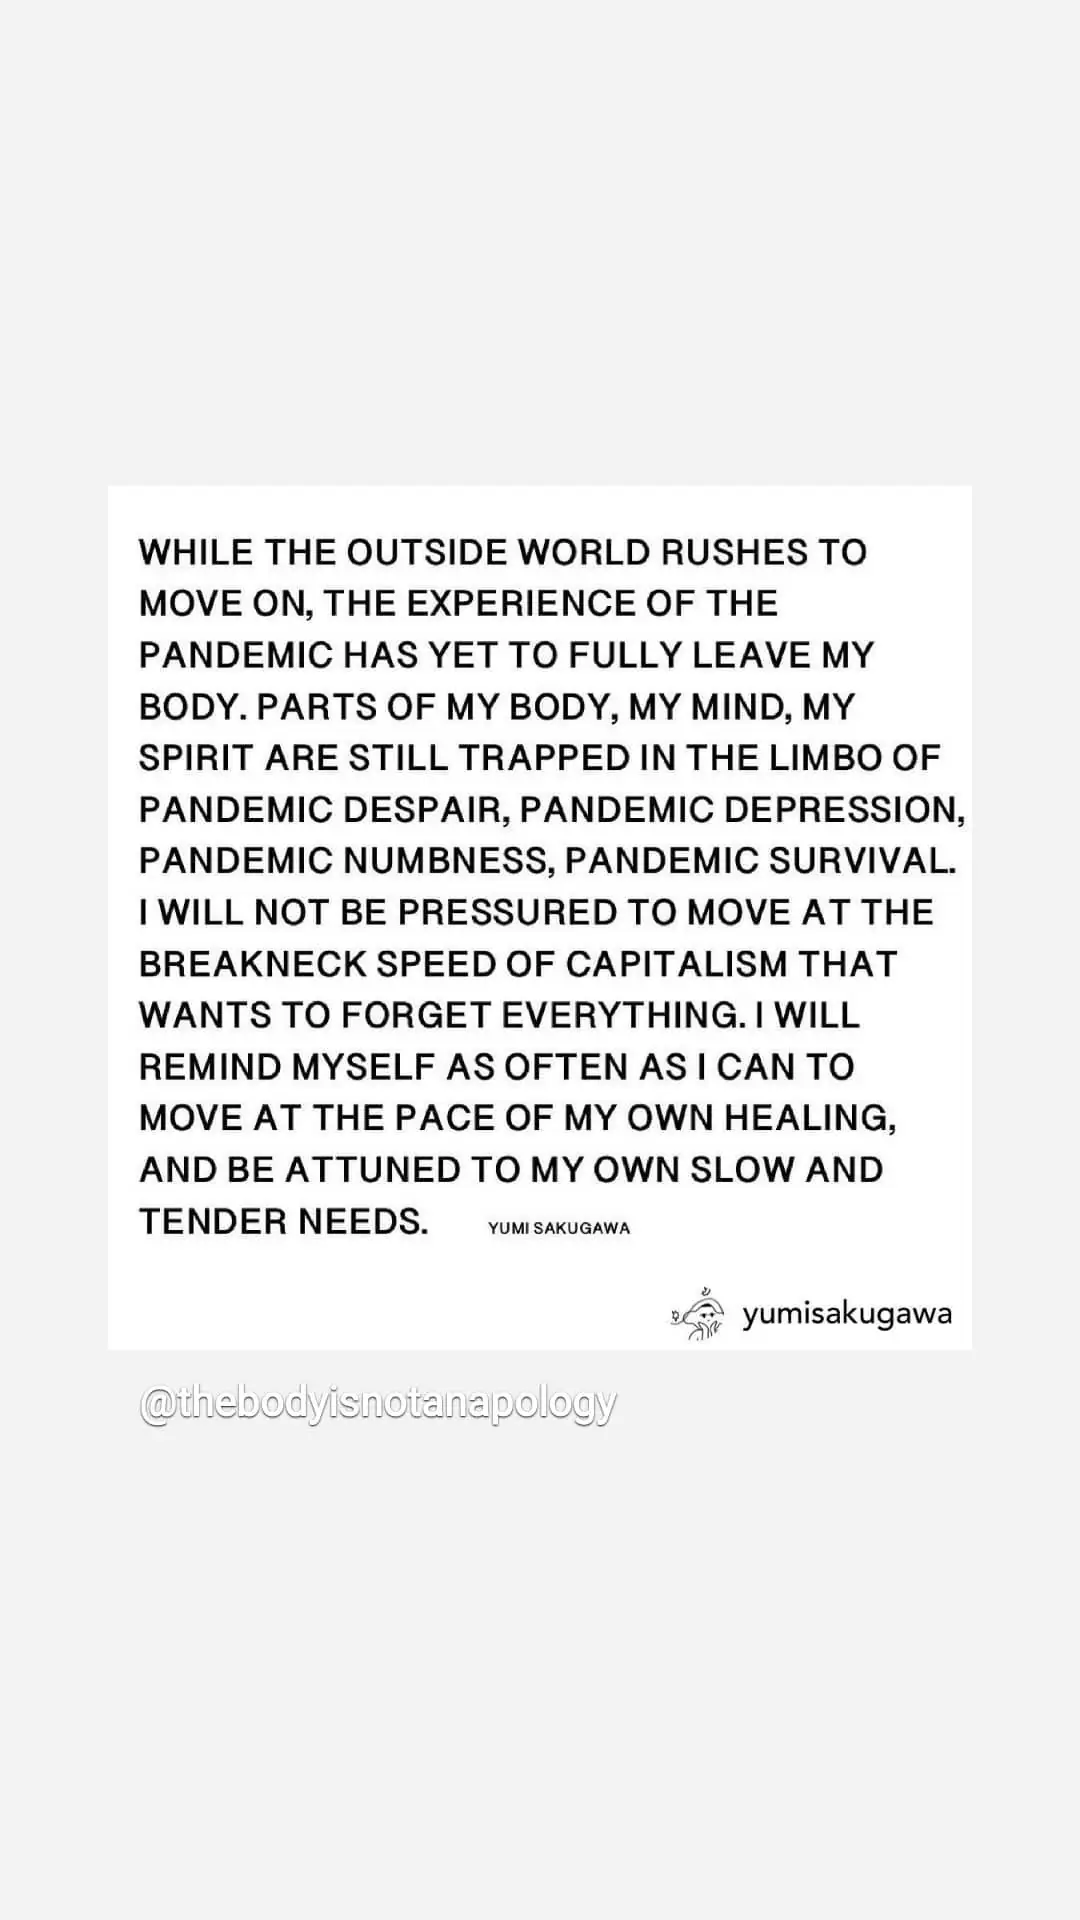 WHILE THE OUTSIDE WORLD RUSHES TO
MOVE ON, THE EXPERIENCE OF THE
PANDEMIC HAS YET TO FULLY LEAVE MY
BODY. PARTS OF MY BODY, MY MIND, MY
SPIRIT ARE STILL TRAPPED IN THE LIMBO OF
PANDEMIC DESPAIR, PANDEMIC DEPRESSION,
PANDEMIC NUMBNESS, PANDEMIC SURVIVAL.
I WILL NOT BE PRESSURED TO MOVE AT THE
BREAKNECK SPEED OF CAPITALISM THAT
WANTS TO FORGET EVERYTHING. I WILL
REMIND MYSELF AS OFTEN AS I CAN TO
MOVE AT THE PACE OF MY OWN HEALING,
AND BE ATTUNED TO MY OWN SLOW AND
TENDER NEEDS. YUMI SAKUGAWA
yumisakugawa
@thebodyisnotanapology